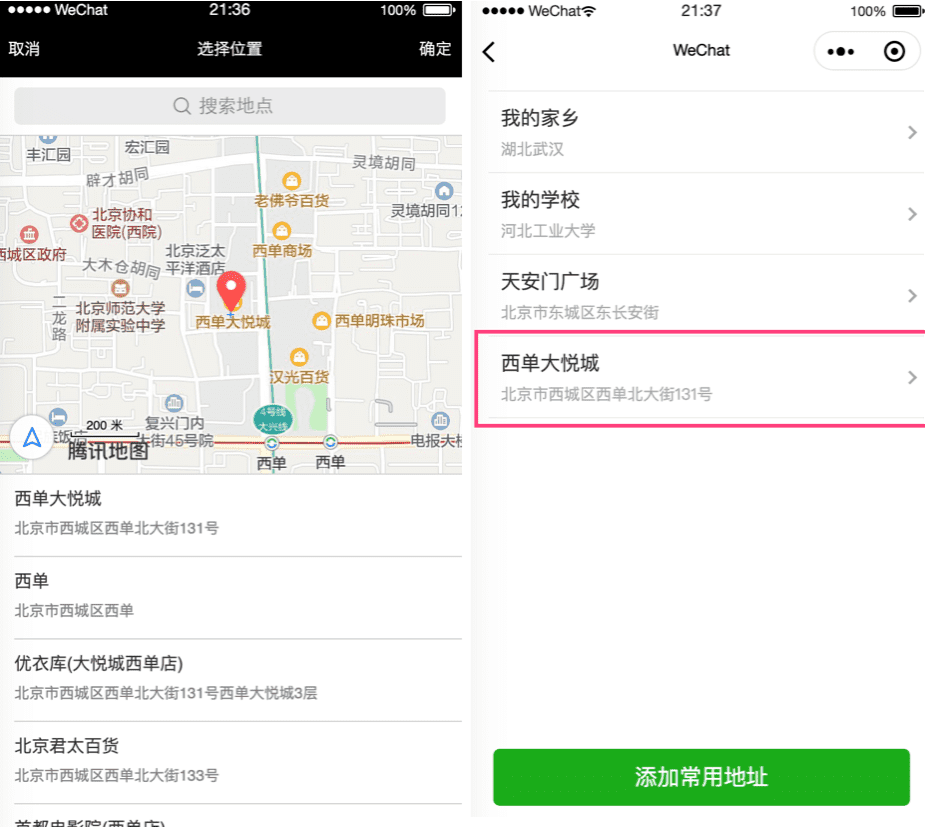 WeChat 21:36 100%
取消 选择位置 确定
搜索地点
丰汇园
宏汇园
辟才胡同
灵境胡同
老佛爷百货
灵境胡同12
北京协和
医院(西院)
西城区政府
西单商场
大木仓胡同
北京泛太
平洋酒店
二龙路
北京师范大学
附属实验中学
西单大悦城
西单明珠市场
汉光百货
4号线
大兴线
200 米
复兴门内
大街45号院
饭店
电报大楼
腾讯地图
西单
西单
西单大悦城
北京市西城区西单北大街131号
西单
北京市西城区西单
优衣库(大悦城西单店)
北京市西城区西单北大街131号西单大悦城3层
北京君太百货
北京市西城区西单北大街133号
首都电影院(西单店)
WeChat 21:37 100%
WeChat
我的家乡
湖北武汉
我的学校
河北工业大学
天安门广场
北京市东城区东长安街
西单大悦城
北京市西城区西单北大街131号
添加常用地址